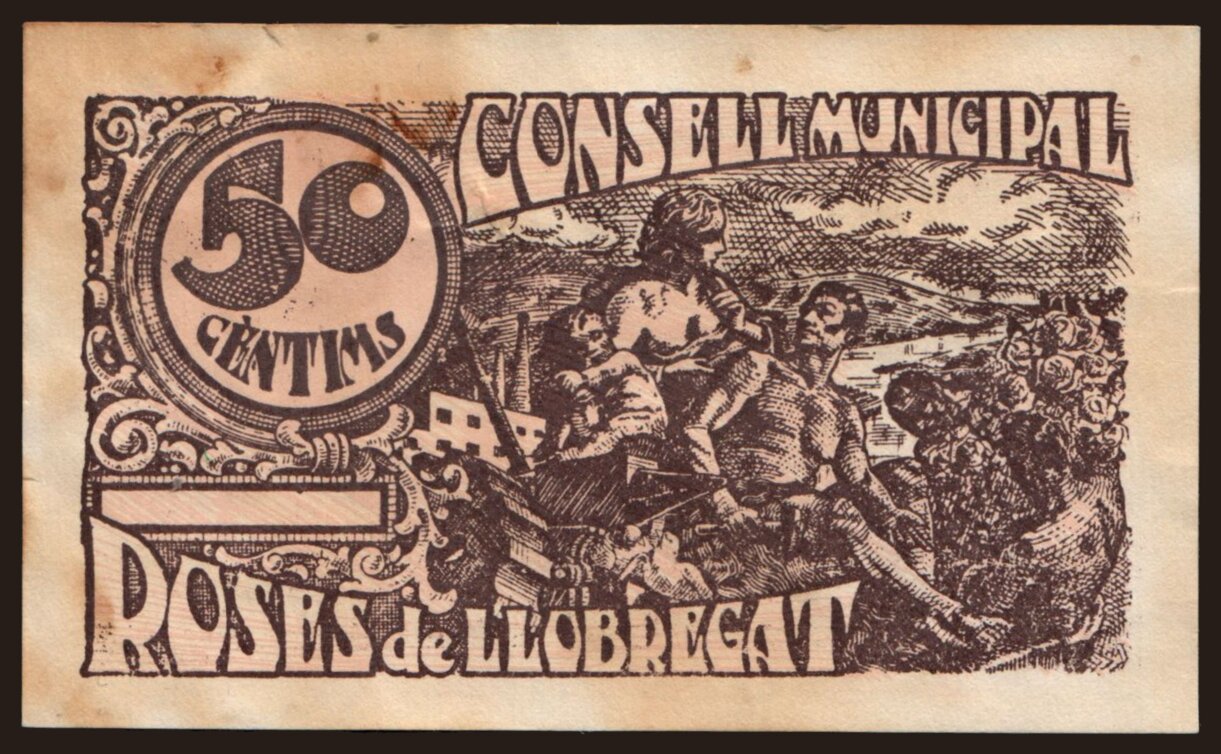 50
CÈNTIMS
CONSELL MUNICIPAL
ROSES de LLOBREGAT